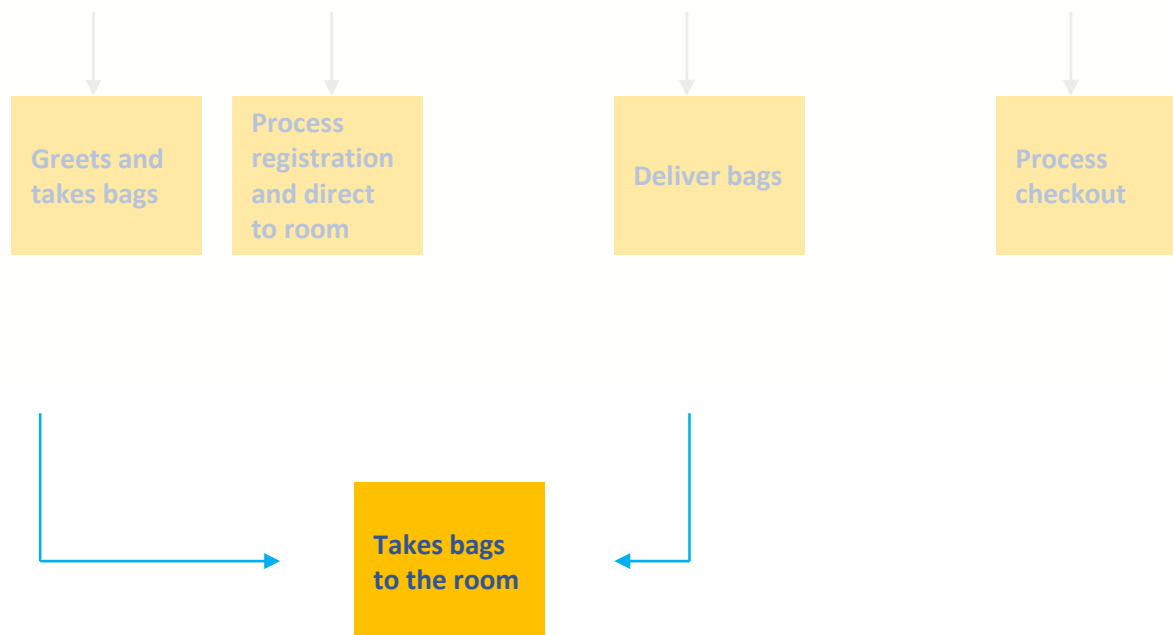 Greets and
takes bags
Process
registration
and direct
to room
Deliver bags
Process
checkout
Takes bags
to the room